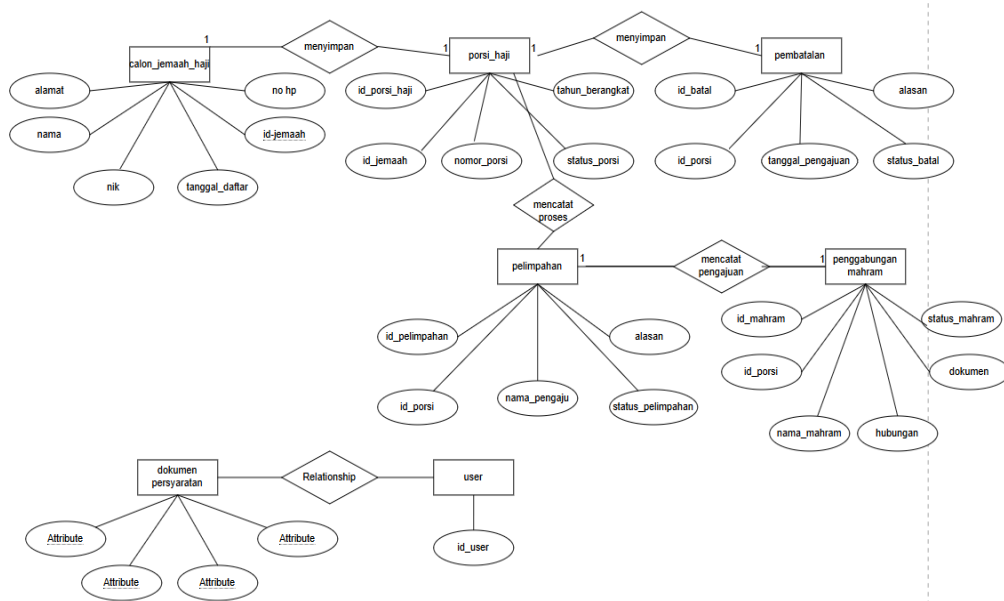 1
menyimpan
1
porsi_haji
1
menyimpan
1
pembatalan
calon_jemaah_haji
alamat
no hp
id_porsi_haji
tahun_berangkat
id_batal
alasan
nama
id-jemaah
id_jemaah
nomor_porsi
status_porsi
id_porsi
tanggal_pengajuan
status_batal
nik
tanggal_daftar
mencatat
proses
pelimpahan
1
mencatat
pengajuan
1
penggabungan
mahram
id_pelimpahan
alasan
id_mahram
status_mahram
id_porsi
nama_pengaju
status_pelimpahan
id_porsi
dokumen
nama_mahram
hubungan
dokumen
persyaratan
Relationship
user
Attribute
Attribute
Attribute
Attribute
id_user